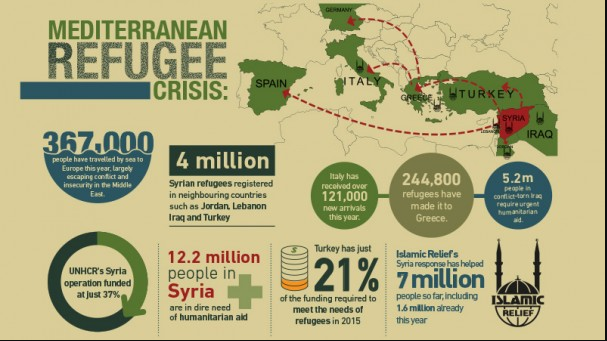 MEDITERRANEAN
REFUGEE
CRISIS:
GERMANY
SPAIN
ITALY
GREECE
TURKEY
SYRIA
LEBANON
IRAQ
367,000
people have travelled by sea to
Europe this year, largely
escaping conflict and
insecurity in the Middle
East.
4 million
Syrian refugees registered
in neighbouring countries
such as Jordan, Lebanon
Iraq and Turkey
Italy has
received over
121,000
new arrivals
this year.
244,800
refugees have
made it to
Greece.
5.2m
people in
conflict-torn Iraq
require urgent
humanitarian
aid.
UNHCR's Syria
operation funded
at just 37%
12.2 million
people in
Syria
are in dire need
of humanitarian aid
$
Turkey has just
21%
of the funding required to
meet the needs of
refugees in 2015
Islamic Relief's
Syria response has helped
7 million
people so far, including
1.6 million already
this year
ISLAMIC
RELIEF